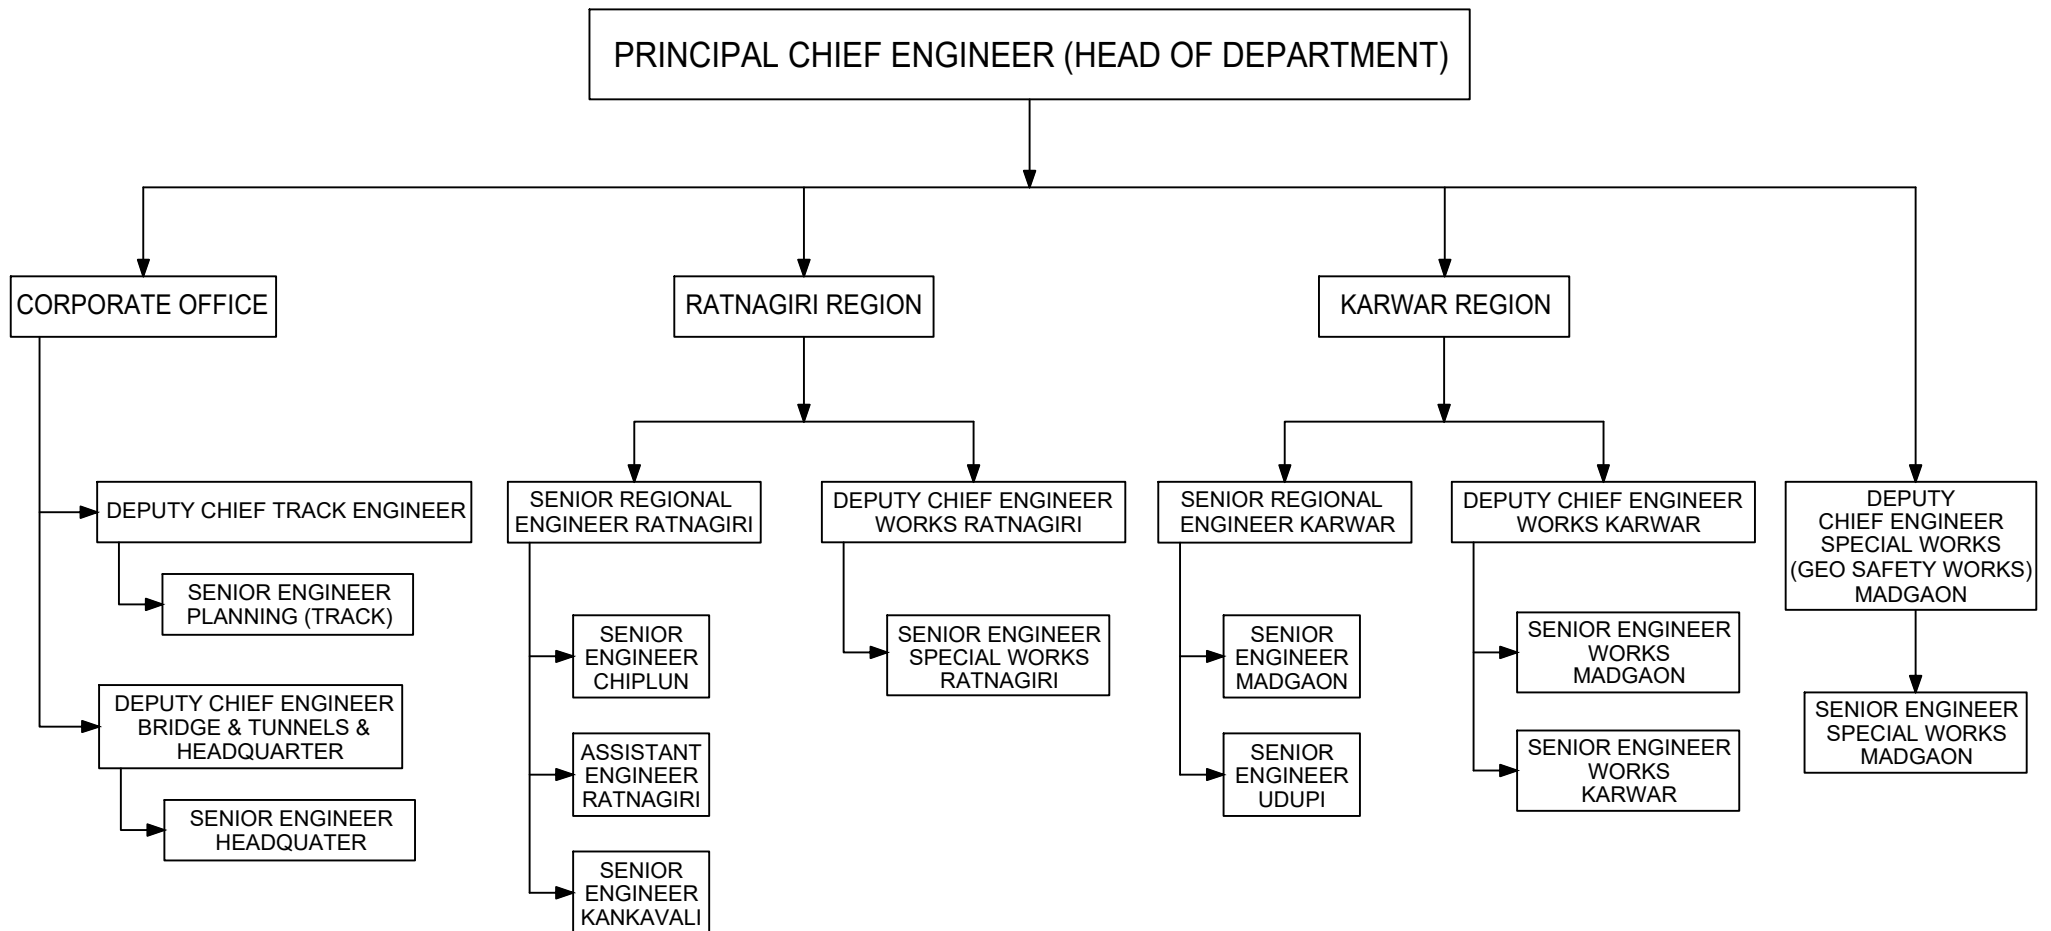 PRINCIPAL CHIEF ENGINEER (HEAD OF DEPARTMENT)
CORPORATE OFFICE
RATNAGIRI REGION
KARWAR REGION
DEPUTY CHIEF TRACK ENGINEER
SENIOR ENGINEER
PLANNING (TRACK)
DEPUTY CHIEF ENGINEER
BRIDGE & TUNNELS &
HEADQUARTER
SENIOR ENGINEER
HEADQUATER
SENIOR REGIONAL
ENGINEER RATNAGIRI
SENIOR
ENGINEER
CHIPLUN
ASSISTANT
ENGINEER
RATNAGIRI
SENIOR
ENGINEER
KANKAVALI
DEPUTY CHIEF ENGINEER
WORKS RATNAGIRI
SENIOR ENGINEER
SPECIAL WORKS
RATNAGIRI
SENIOR REGIONAL
ENGINEER KARWAR
SENIOR
ENGINEER
MADGAON
SENIOR
ENGINEER
UDUPI
DEPUTY CHIEF ENGINEER
WORKS KARWAR
SENIOR ENGINEER
WORKS
MADGAON
SENIOR ENGINEER
WORKS
KARWAR
DEPUTY
CHIEF ENGINEER
SPECIAL WORKS
(GEO SAFETY WORKS)
MADGAON
SENIOR ENGINEER
SPECIAL WORKS
MADGAON